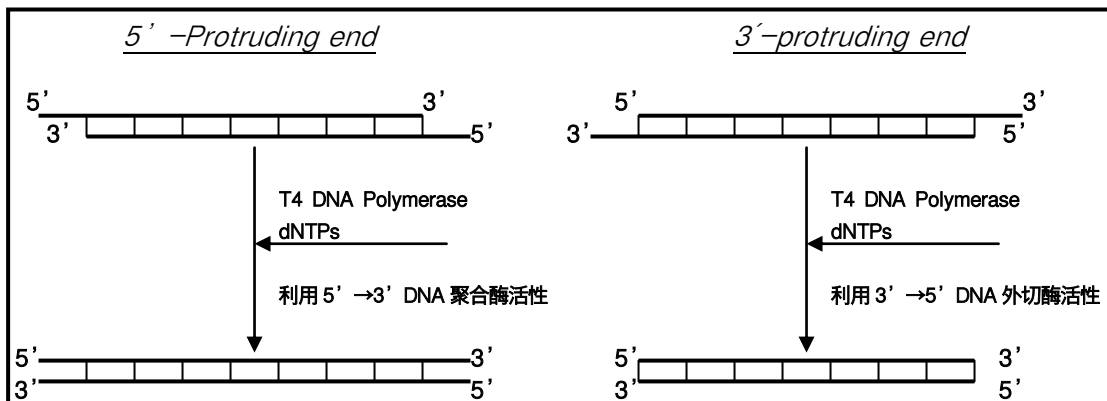 5’ -Protruding end
3´-protruding end
5’
3’
3’
5’
5’
3’
3’
5’
T4 DNA Polymerase
dNTPs
T4 DNA Polymerase
dNTPs
利用 5’ →3’ DNA 聚合酶活性
利用 3’ →5’ DNA 外切酶活性
5’
3’
3’
5’
5’
3’
3’
5’